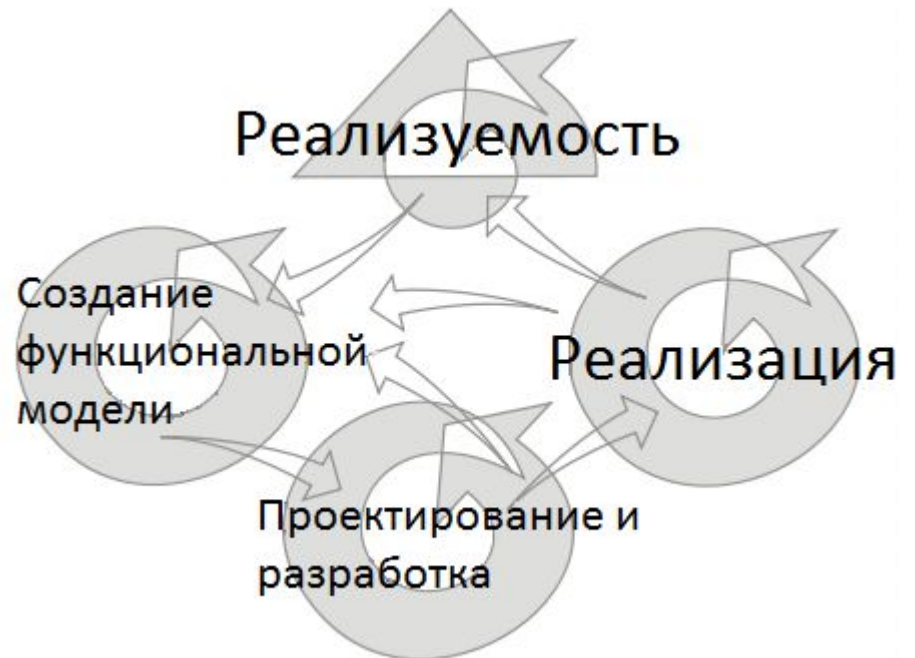 Реализуемость
Создание
функциональной
модели
Реализация
Проектирование и
разработка